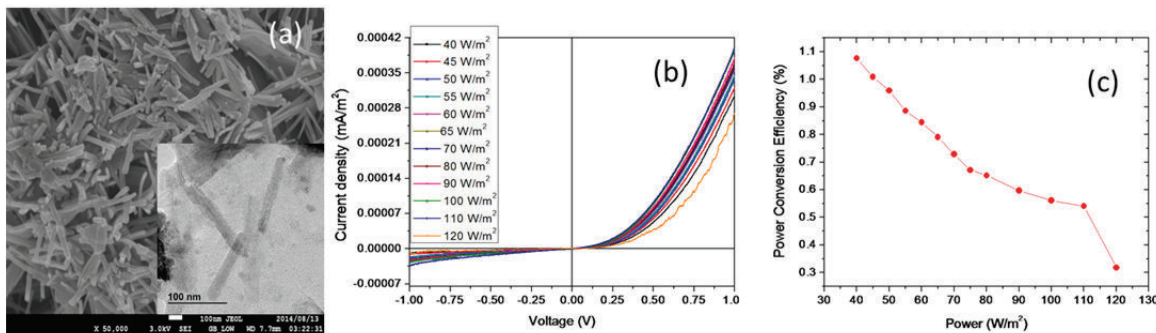 (a)
100 nm
100nm JEOL 2014/08/13
X 50,000 3.0kV SEI GB LOW WD 7.7mm 03:22:31
(b)
Current density (mA/m²)
0.00042
0.00035
0.00028
0.00021
0.00014
0.00007
0.00000
-0.00007
40 W/m²
45 W/m²
50 W/m²
55 W/m²
60 W/m²
65 W/m²
70 W/m²
80 W/m²
90 W/m²
100 W/m²
110 W/m²
120 W/m²
-1.00 -0.75 -0.50 -0.25 0.00 0.25 0.50 0.75 1.0
Voltage (V)
(c)
Power Conversion Efficiency (%)
1.1
1.0
0.9
0.8
0.7
0.6
0.5
0.4
0.3
30 40 50 60 70 80 90 100 110 120 130
Power (W/m²)